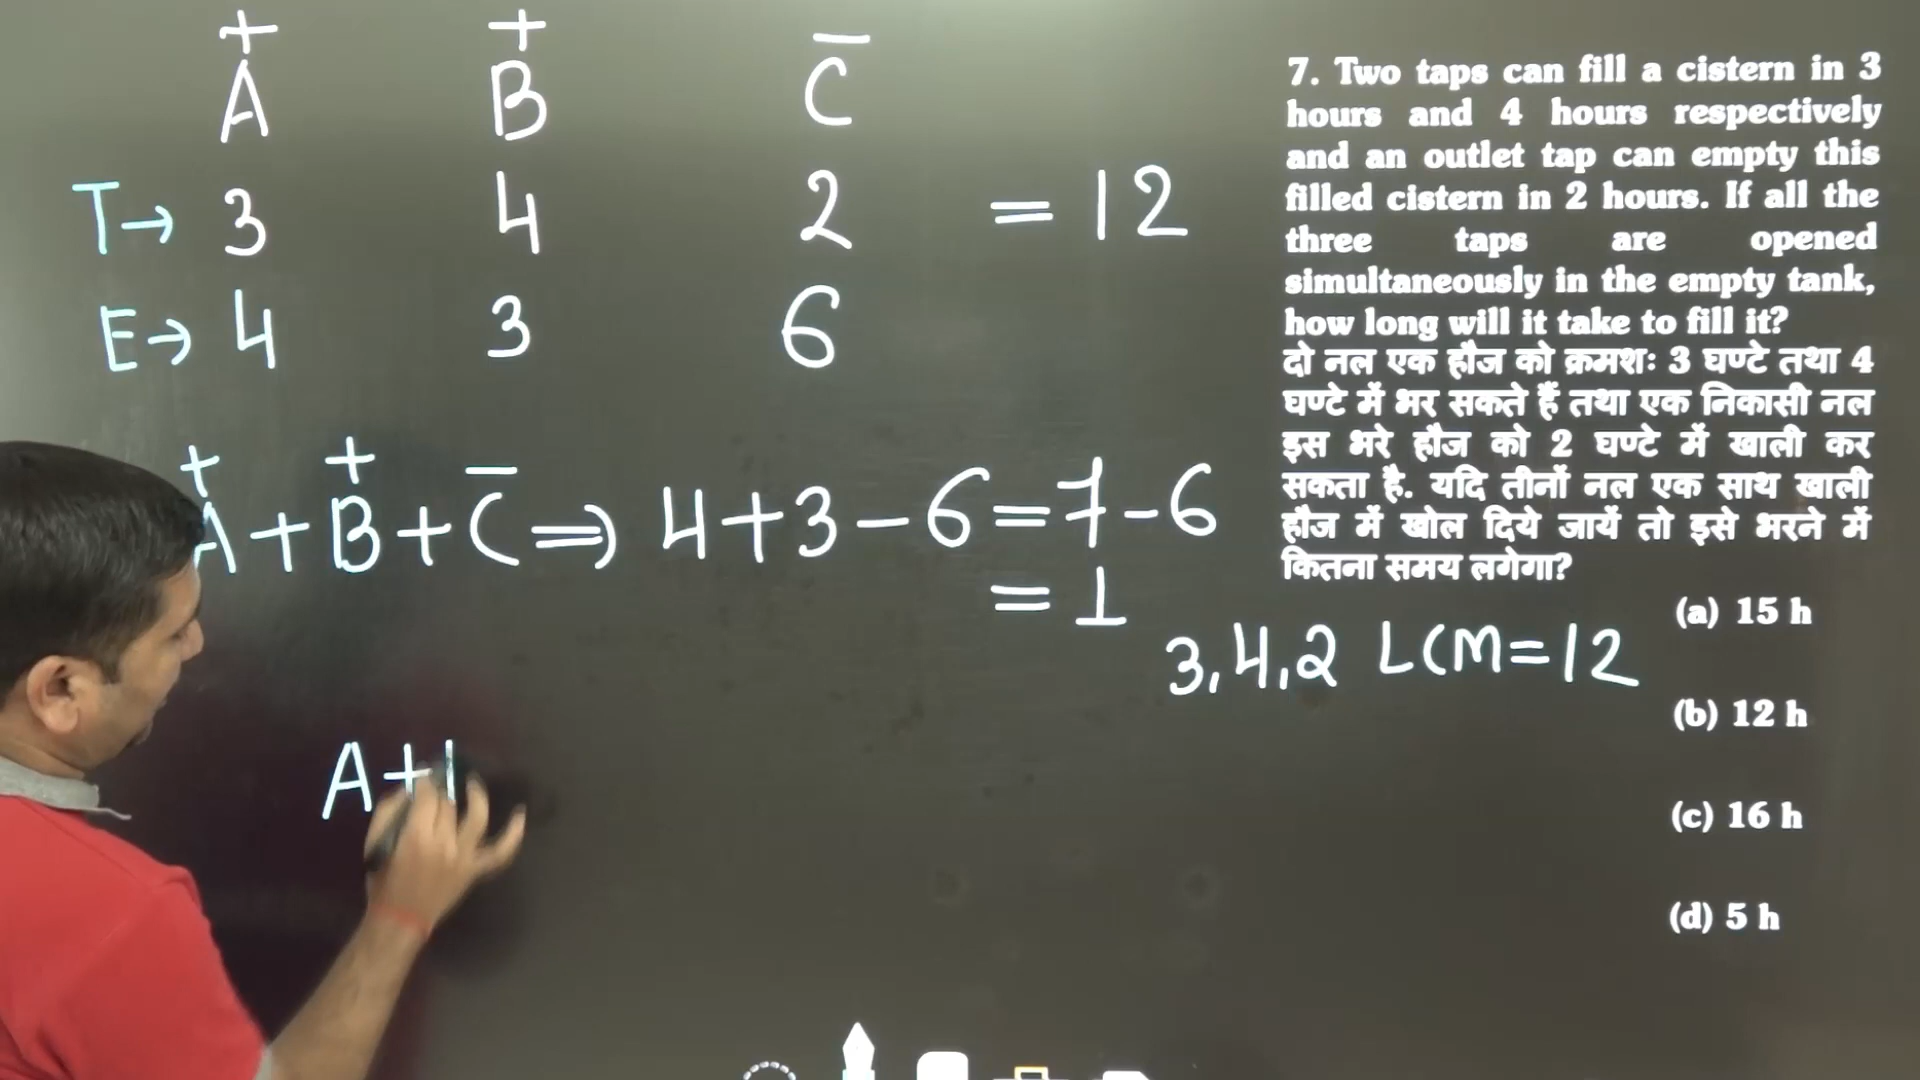 + + −
A B C
T→ 3 4 2 = 12
E→ 4 3 6
+ + −
A+B+C⇒ 4+3−6=7−6
=1
3,4,2 LCM=12
A+
7. Two taps can fill a cistern in 3
hours and 4 hours respectively
and an outlet tap can empty this
filled cistern in 2 hours. If all the
three taps are opened
simultaneously in the empty tank,
how long will it take to fill it?
दो नल एक हौज को क्रमशः 3 घण्टे तथा 4
घण्टे में भर सकते हैं तथा एक निकासी नल
इस भरे हौज को 2 घण्टे में खाली कर
सकता है. यदि तीनों नल एक साथ खाली
हौज में खोल दिये जायें तो इसे भरने में
कितना समय लगेगा?
(a) 15 h
(b) 12 h
(c) 16 h
(d) 5 h